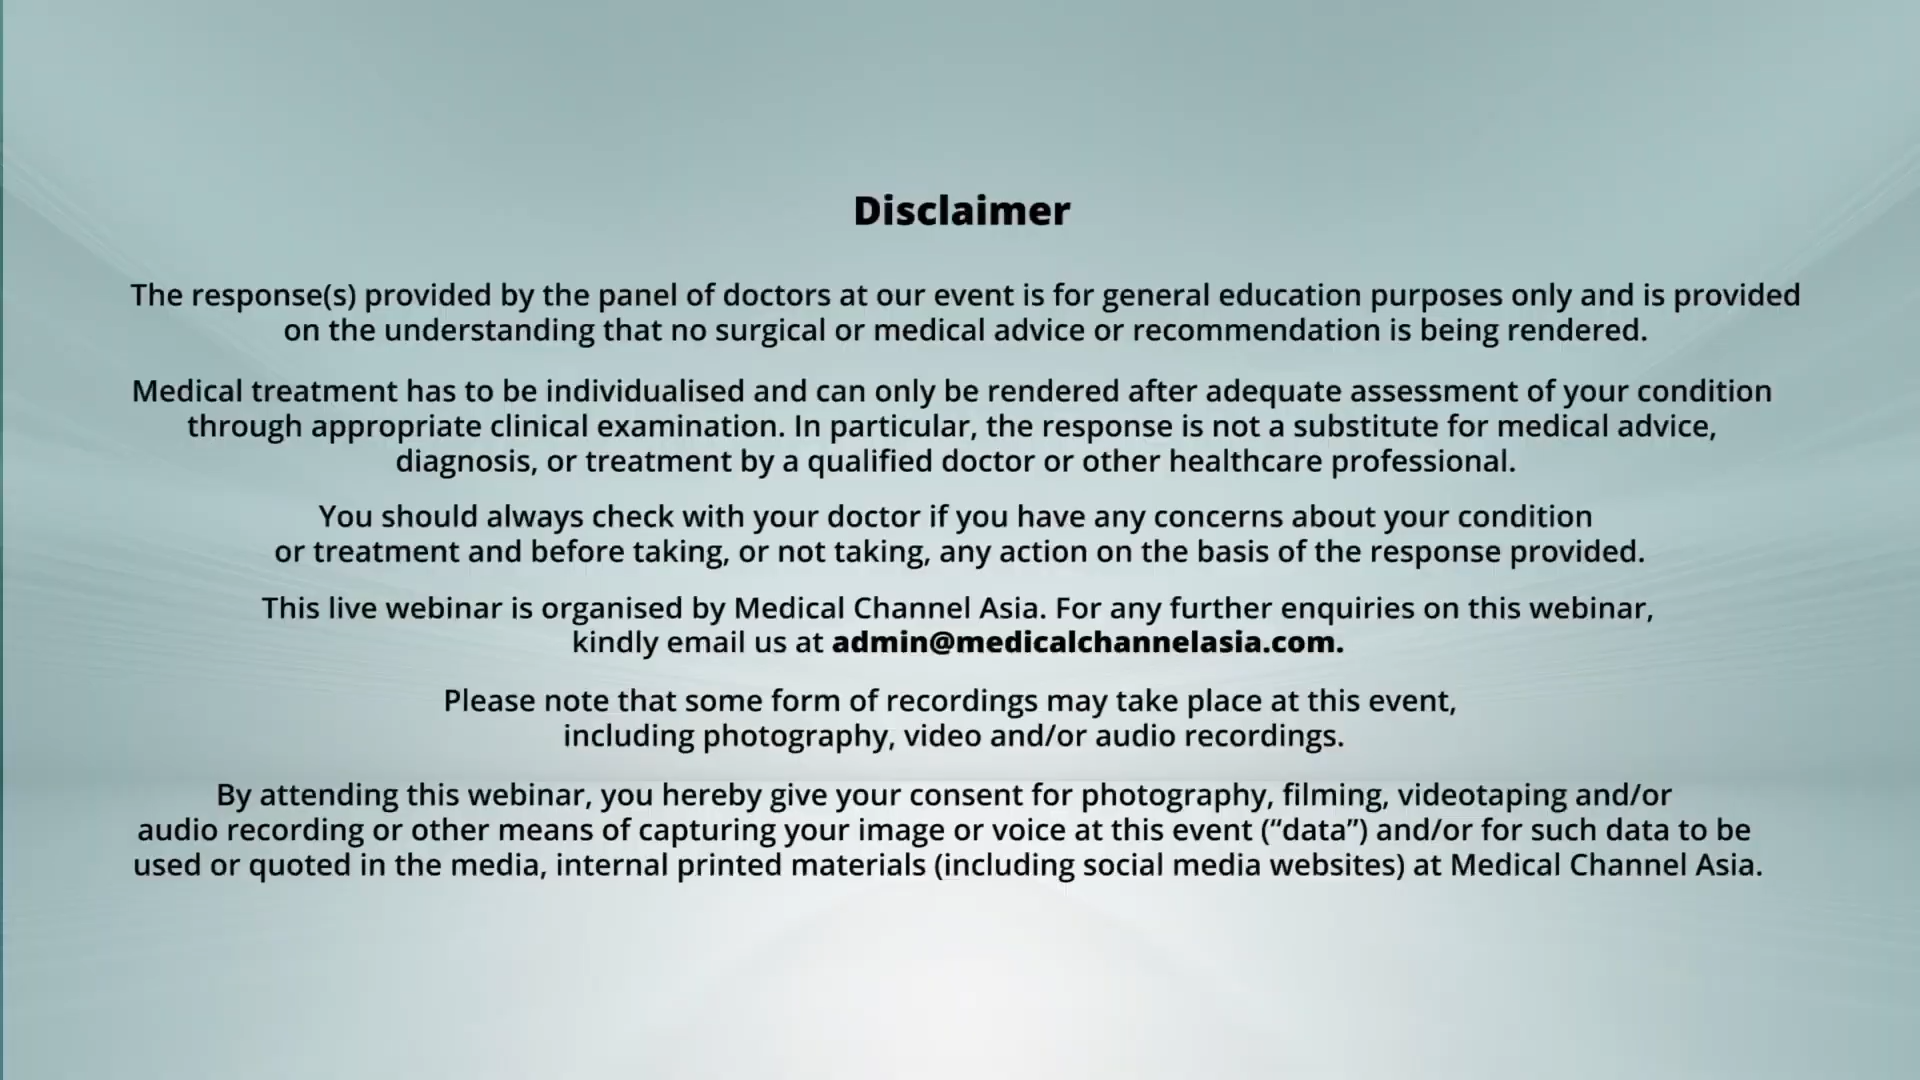 Disclaimer
The response(s) provided by the panel of doctors at our event is for general education purposes only and is provided
on the understanding that no surgical or medical advice or recommendation is being rendered.
Medical treatment has to be individualised and can only be rendered after adequate assessment of your condition
through appropriate clinical examination. In particular, the response is not a substitute for medical advice,
diagnosis, or treatment by a qualified doctor or other healthcare professional.
You should always check with your doctor if you have any concerns about your condition
or treatment and before taking, or not taking, any action on the basis of the response provided.
This live webinar is organised by Medical Channel Asia. For any further enquiries on this webinar,
kindly email us at admin@medicalchannelasia.com.
Please note that some form of recordings may take place at this event,
including photography, video and/or audio recordings.
By attending this webinar, you hereby give your consent for photography, filming, videotaping and/or
audio recording or other means of capturing your image or voice at this event (“data”) and/or for such data to be
used or quoted in the media, internal printed materials (including social media websites) at Medical Channel Asia.